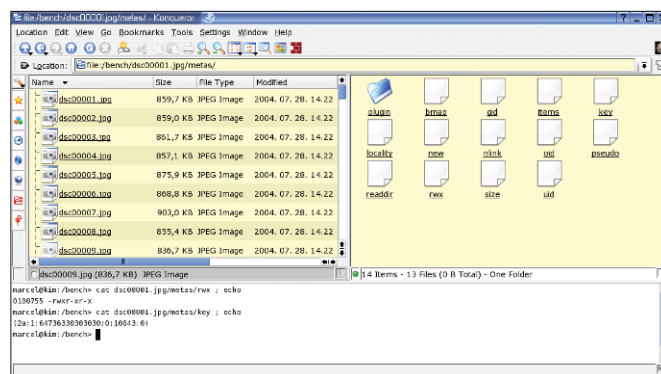 file:/bench/dsc00001.jpg/metas/ - Konqueror
Location Edit View Go Bookmarks Tools Settings Window Help
Location: file:/bench/dsc00001.jpg/metas/
Name Size File Type Modified
dsc00001.jpg 859,7 KB JPEG Image 2004. 07. 28. 14.22
dsc00002.jpg 859,0 KB JPEG Image 2004. 07. 28. 14.22
dsc00003.jpg 861,7 KB JPEG Image 2004. 07. 28. 14.22
dsc00004.jpg 857,1 KB JPEG Image 2004. 07. 28. 14.22
dsc00005.jpg 875,9 KB JPEG Image 2004. 07. 28. 14.22
dsc00006.jpg 868,8 KB JPEG Image 2004. 07. 28. 14.22
dsc00007.jpg 903,0 KB JPEG Image 2004. 07. 28. 14.22
dsc00008.jpg 855,4 KB JPEG Image 2004. 07. 28. 14.22
dsc00009.jpg 836,7 KB JPEG Image 2004. 07. 28. 14.22
dsc00009.jpg (836,7 KB) JPEG Image
plugin bmap gid items key
locality new nlink oid pseudo
readdir rwx size uid
14 Items - 13 Files (0 B Total) - One Folder
marcel@kim:/bench> cat dsc00001.jpg/metas/rwx ; echo
0100755 -rwxr-xr-x
marcel@kim:/bench> cat dsc00001.jpg/metas/key ; echo
(2a:1:64736330303030:0:10043:0)
marcel@kim:/bench>